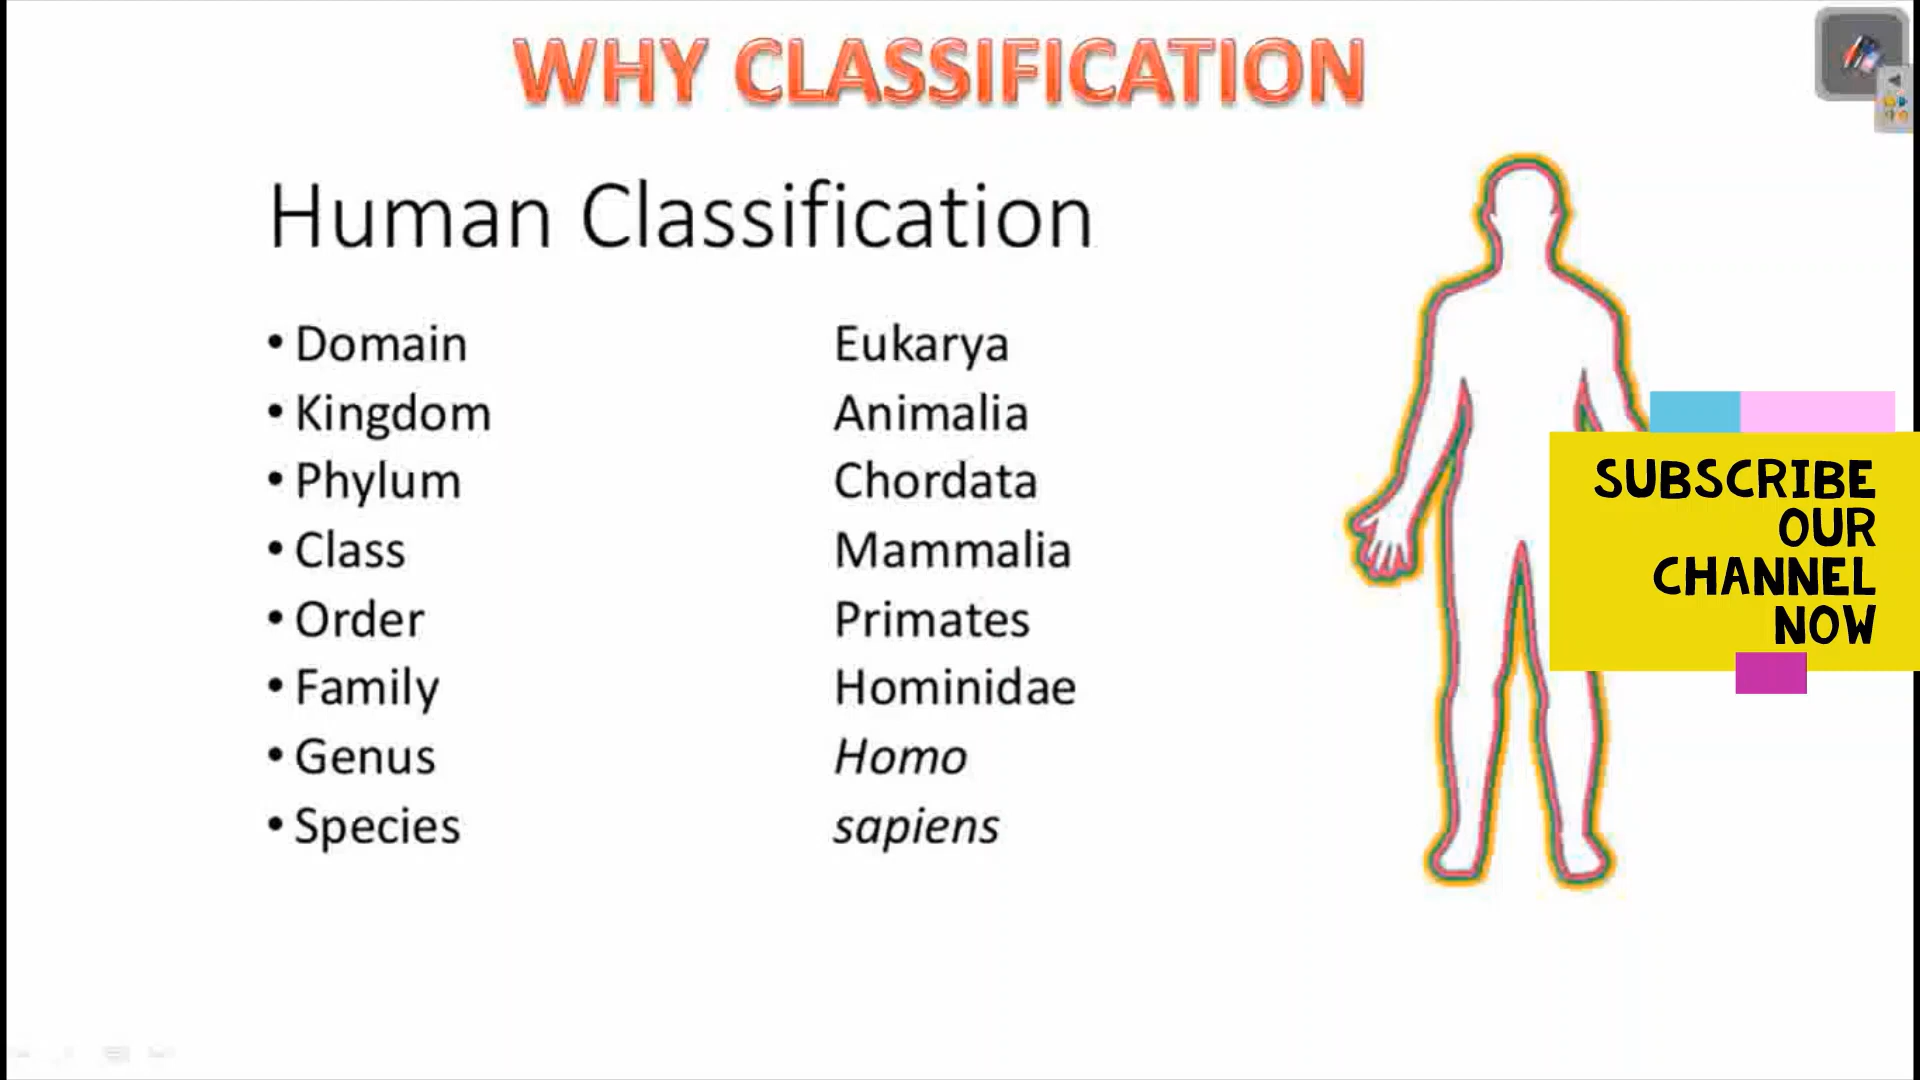 WHY CLASSIFICATION
Human Classification
• Domain Eukarya
• Kingdom Animalia
• Phylum Chordata
• Class Mammalia
• Order Primates
• Family Hominidae
• Genus Homo
• Species sapiens
SUBSCRIBE
OUR
CHANNEL
NOW